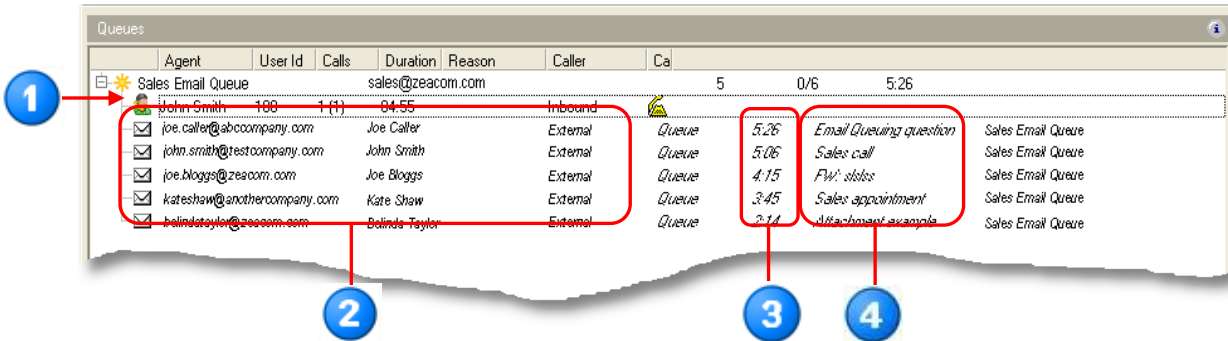 Queues
Agent User Id Calls Duration Reason Caller Ca
Sales Email Queue sales@zeacom.com 5 0/6 5:26
1
John Smith 188 1 (1) 04:55 Inbound
joe.caller@abccompany.com Joe Caller External Queue 5:26 Email Queuing question Sales Email Queue
john.smith@testcompany.com John Smith External Queue 5:06 Sales call Sales Email Queue
joe.bloggs@zeacom.com Joe Bloggs External Queue 4:15 FW: Sales Email Queue
kateshaw@anothercompany.com Kate Shaw External Queue 3:45 Sales appointment Sales Email Queue
belindataylor@zeacom.com Belinda Taylor External Queue 2:14 Attachment example Sales Email Queue
2 3 4